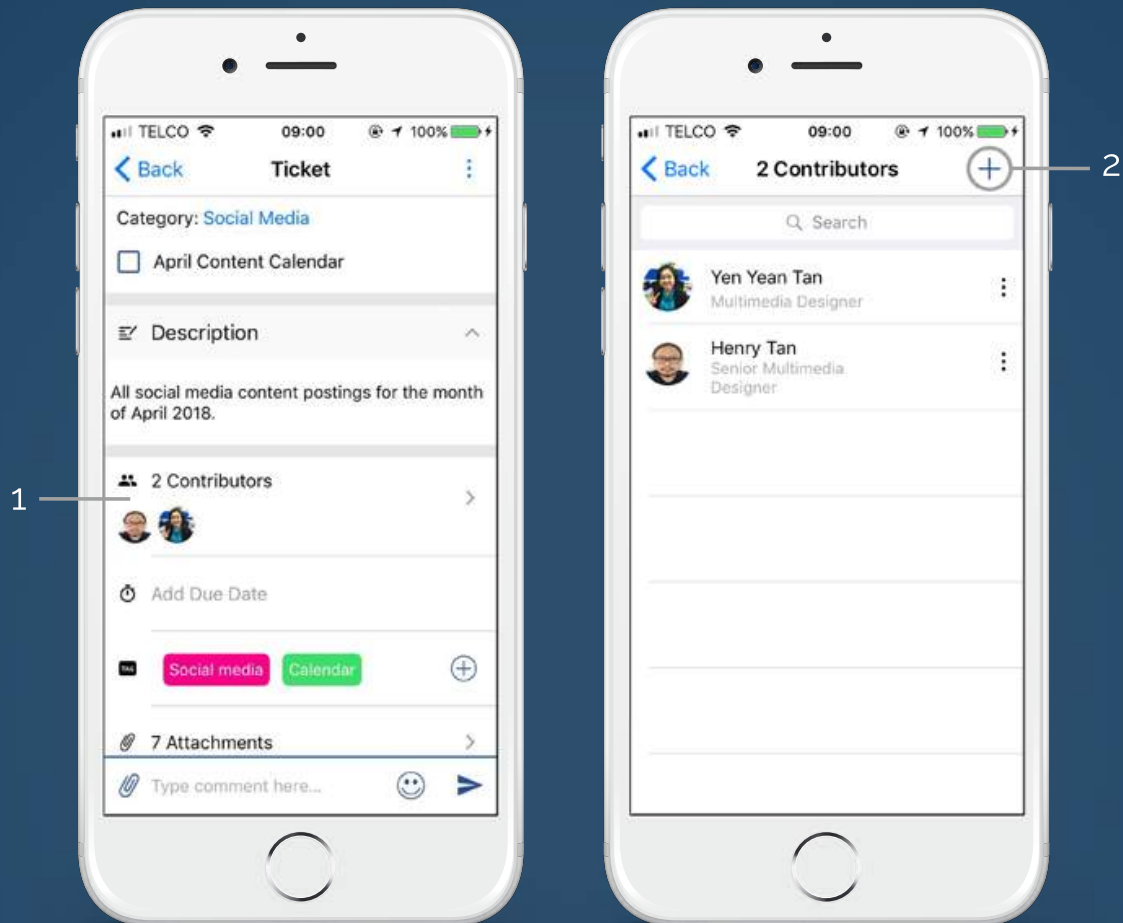 TELCO 09:00 100%
Back Ticket
Category: Social Media
April Content Calendar
Description
All social media content postings for the month
of April 2018.
1
2 Contributors
Add Due Date
TAG Social media Calendar
7 Attachments
Type comment here...
TELCO 09:00 100%
Back 2 Contributors
2
Search
Yen Yean Tan
Multimedia Designer
Henry Tan
Senior Multimedia
Designer